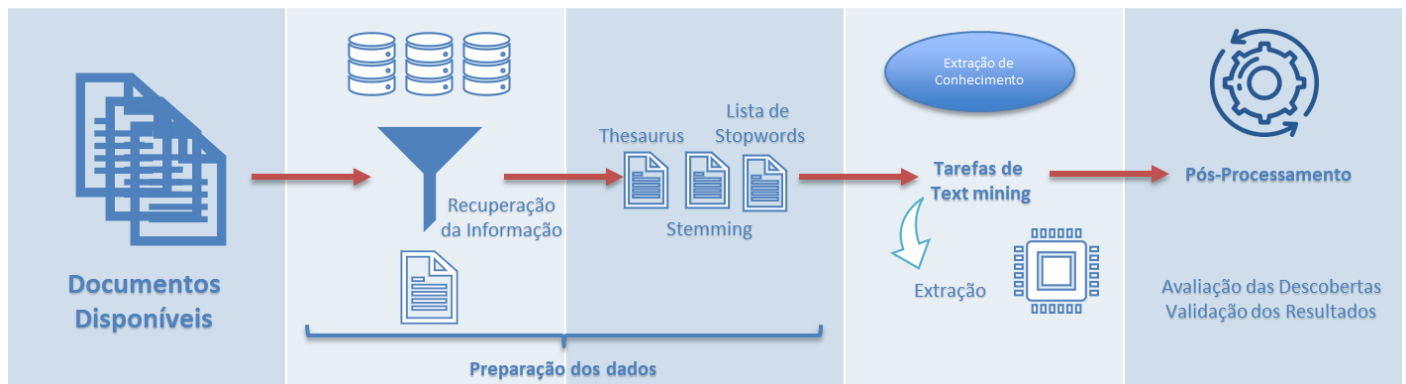 Documentos
Disponíveis
Recuperação
da Informação
Thesaurus
Lista de
Stopwords
Stemming
Preparação dos dados
Extração de
Conhecimento
Tarefas de
Text mining
Extração
Pós-Processamento
Avaliação das Descobertas
Validação dos Resultados